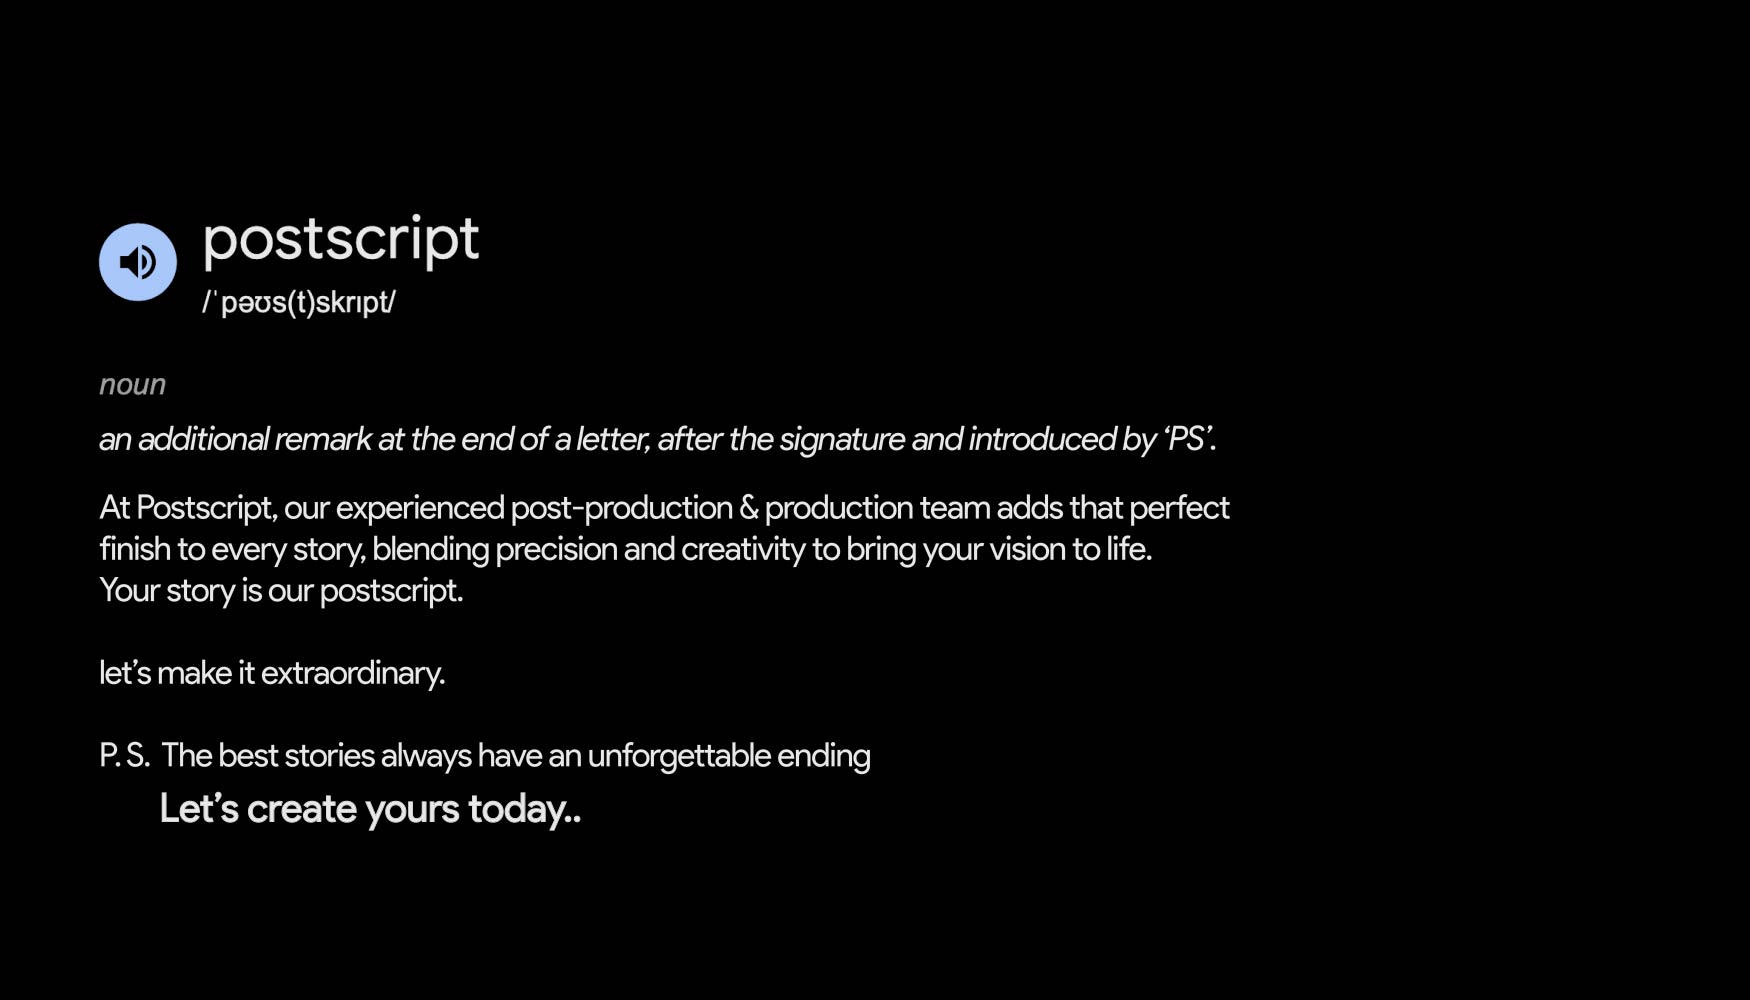 postscript
/ˈpəʊs(t)skrɪpt/
noun
an additional remark at the end of a letter, after the signature and introduced by ‘PS’.
At Postscript, our experienced post-production & production team adds that perfect
finish to every story, blending precision and creativity to bring your vision to life.
Your story is our postscript.
let’s make it extraordinary.
P. S. The best stories always have an unforgettable ending
Let’s create yours today..